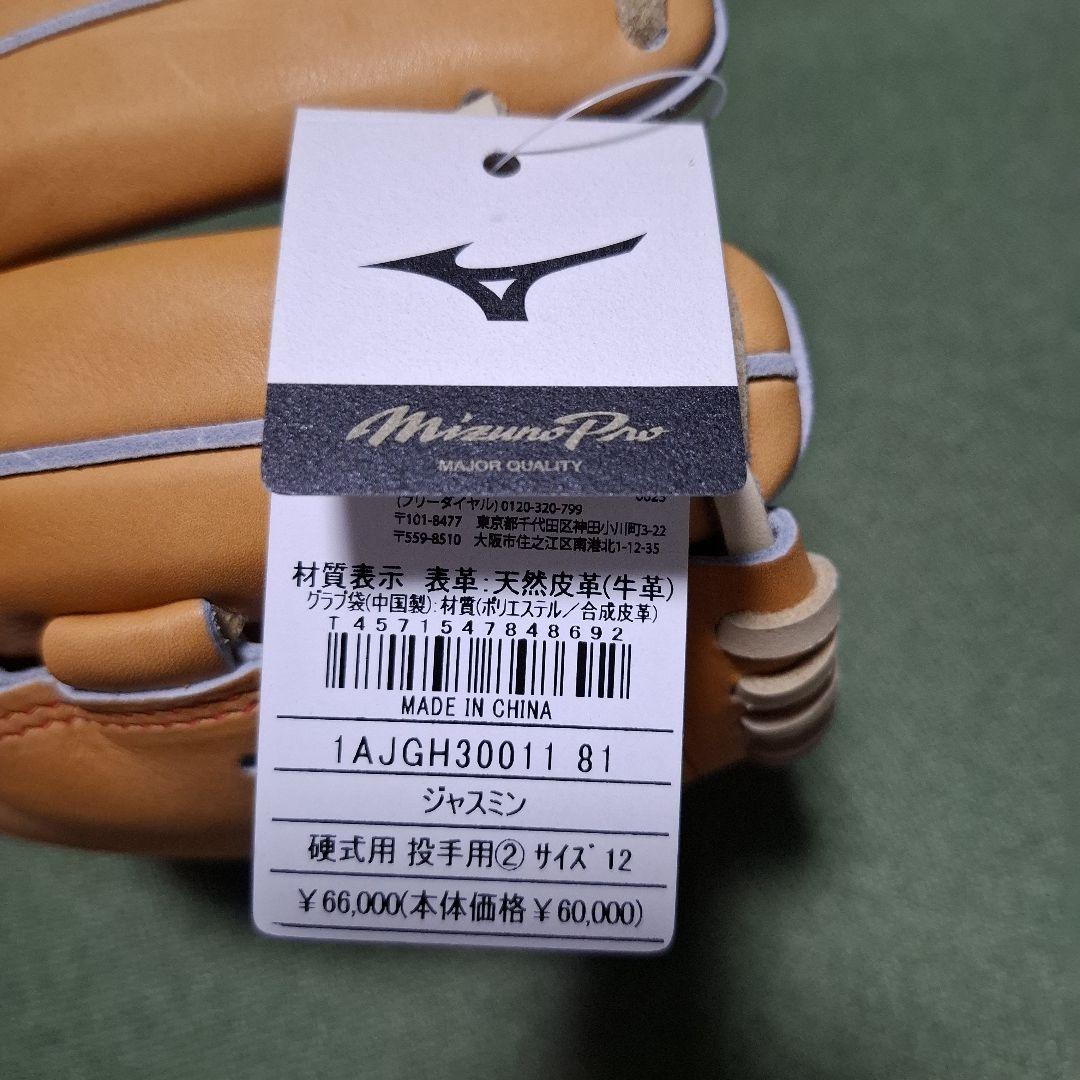 Mizuno Pro
MAJOR QUALITY
0623
(フリーダイヤル) 0120-320-799
〒101-8477 東京都千代田区神田小川町3-22
〒559-8510 大阪市住之江区南港北1-12-35
材質表示 表革:天然皮革(牛革)
グラブ袋(中国製):材質(ポリエステル/合成皮革)
T4571547848692
MADE IN CHINA
1AJGH30011 81
ジャスミン
硬式用 投手用② サイズ 12
¥66,000(本体価格¥60,000)